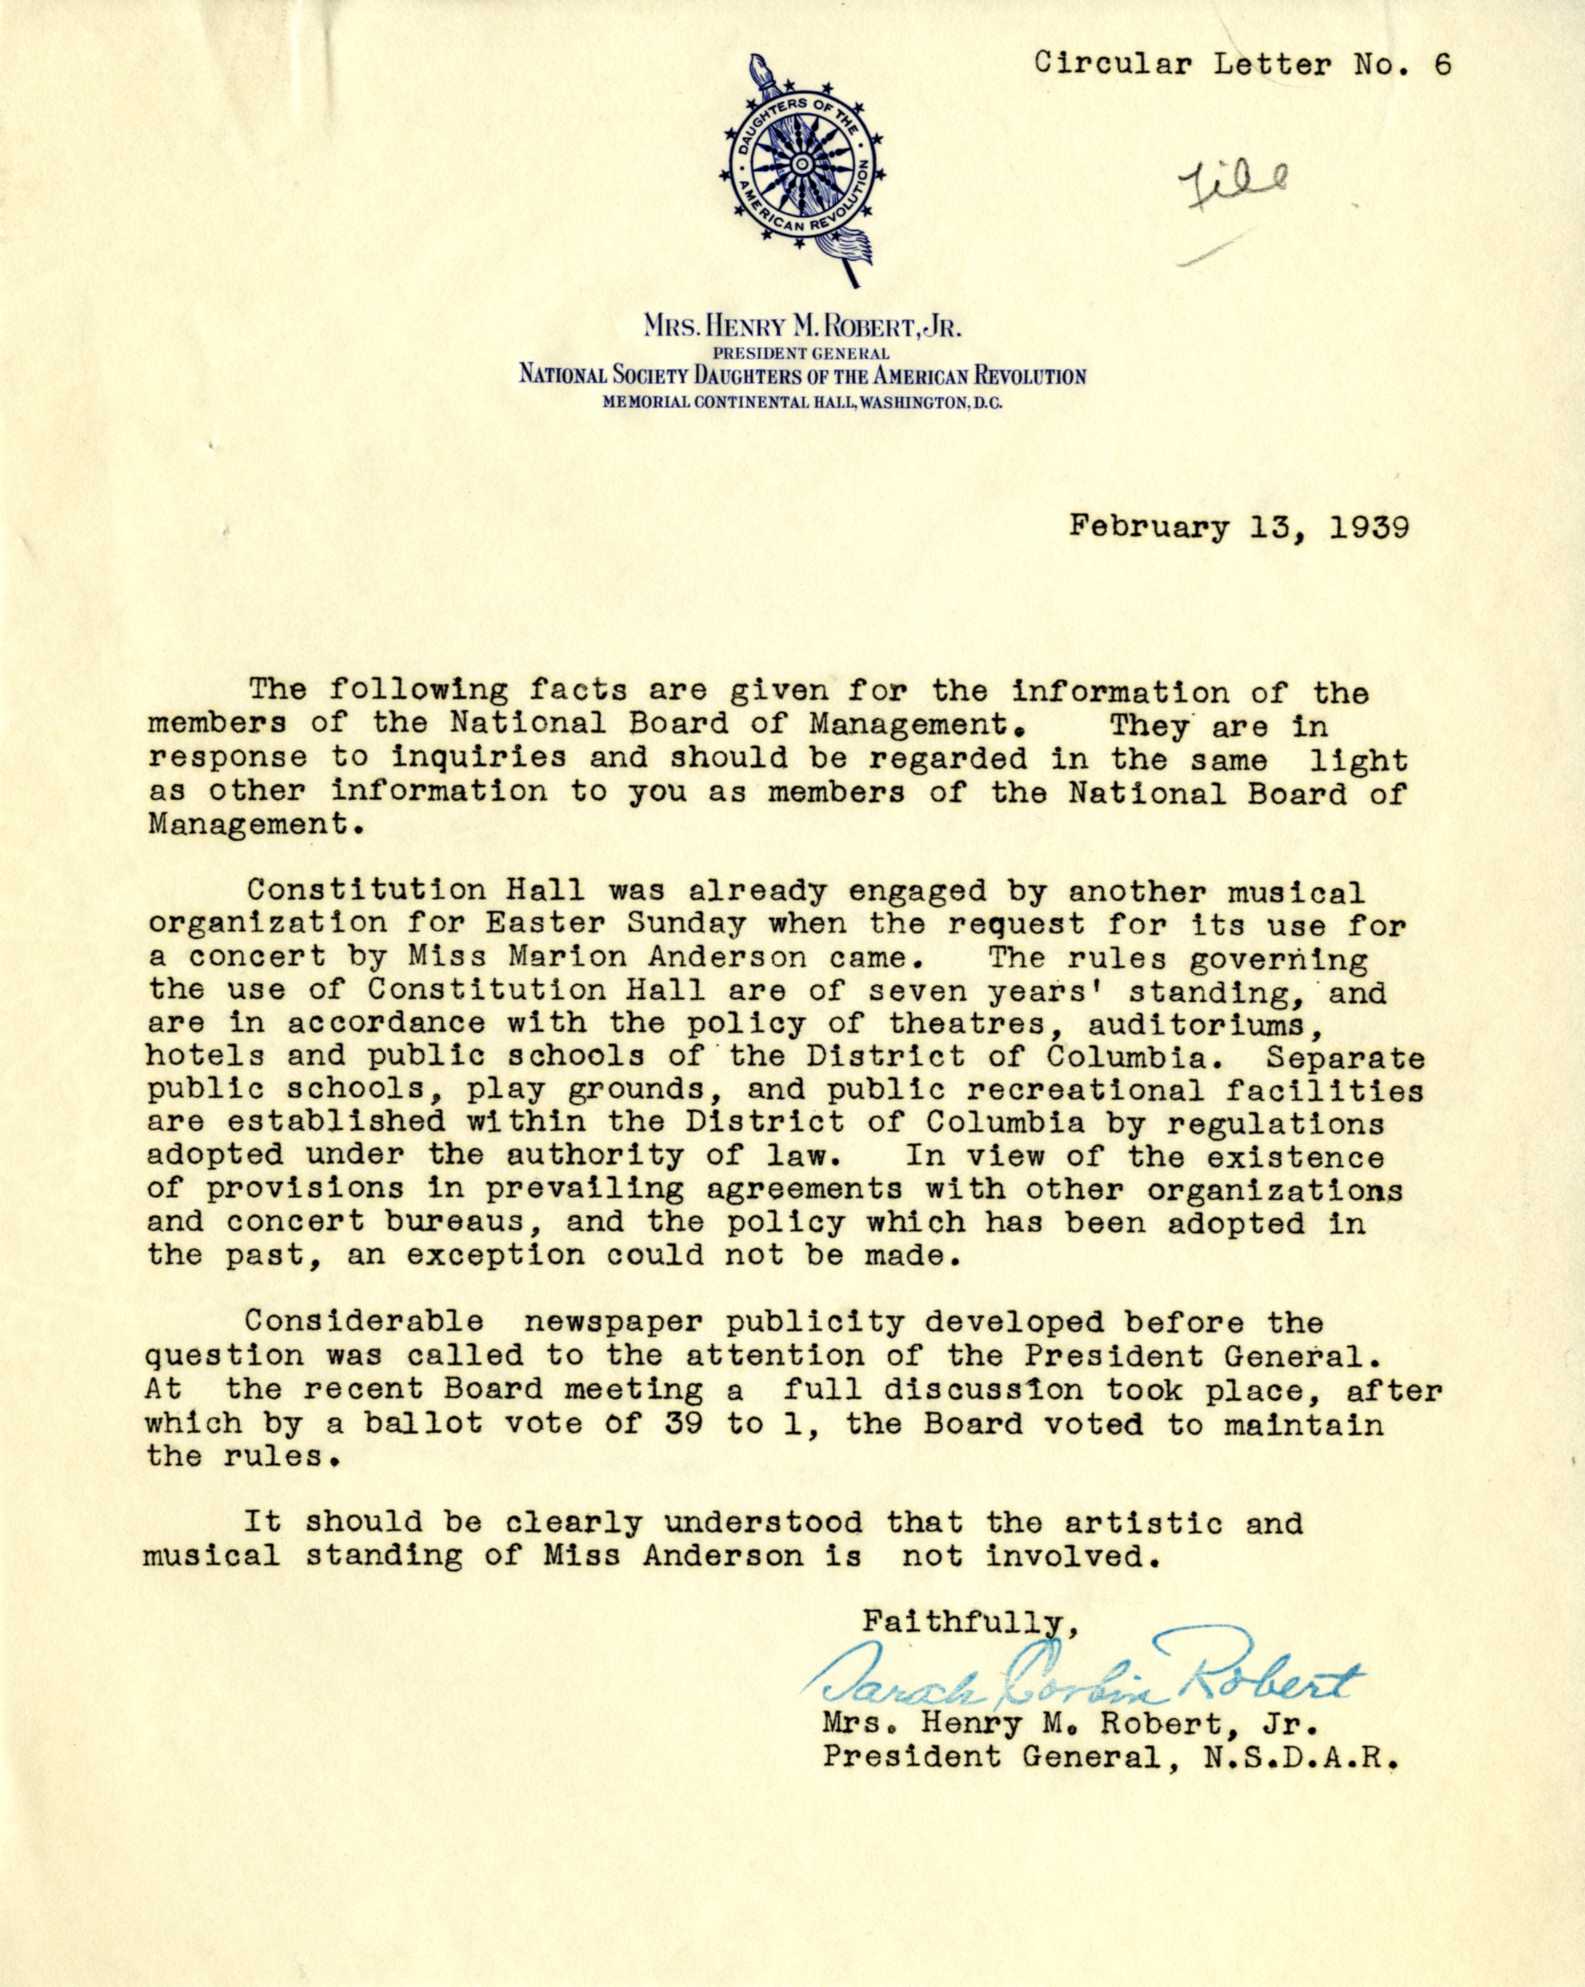 Circular Letter No. 6
DAUGHTERS OF THE
AMERICAN REVOLUTION
File
MRS. HENRY M. ROBERT, JR.
PRESIDENT GENERAL
NATIONAL SOCIETY DAUGHTERS OF THE AMERICAN REVOLUTION
MEMORIAL CONTINENTAL HALL, WASHINGTON, D.C.
February 13, 1939
The following facts are given for the information of the
members of the National Board of Management. They are in
response to inquiries and should be regarded in the same light
as other information to you as members of the National Board of
Management.
Constitution Hall was already engaged by another musical
organization for Easter Sunday when the request for its use for
a concert by Miss Marion Anderson came. The rules governing
the use of Constitution Hall are of seven years' standing, and
are in accordance with the policy of theatres, auditoriums,
hotels and public schools of the District of Columbia. Separate
public schools, play grounds, and public recreational facilities
are established within the District of Columbia by regulations
adopted under the authority of law. In view of the existence
of provisions in prevailing agreements with other organizations
and concert bureaus, and the policy which has been adopted in
the past, an exception could not be made.
Considerable newspaper publicity developed before the
question was called to the attention of the President General.
At the recent Board meeting a full discussion took place, after
which by a ballot vote of 39 to 1, the Board voted to maintain
the rules.
It should be clearly understood that the artistic and
musical standing of Miss Anderson is not involved.
Faithfully,
Sarah Corbin Robert
Mrs. Henry M. Robert, Jr.
President General, N.S.D.A.R.